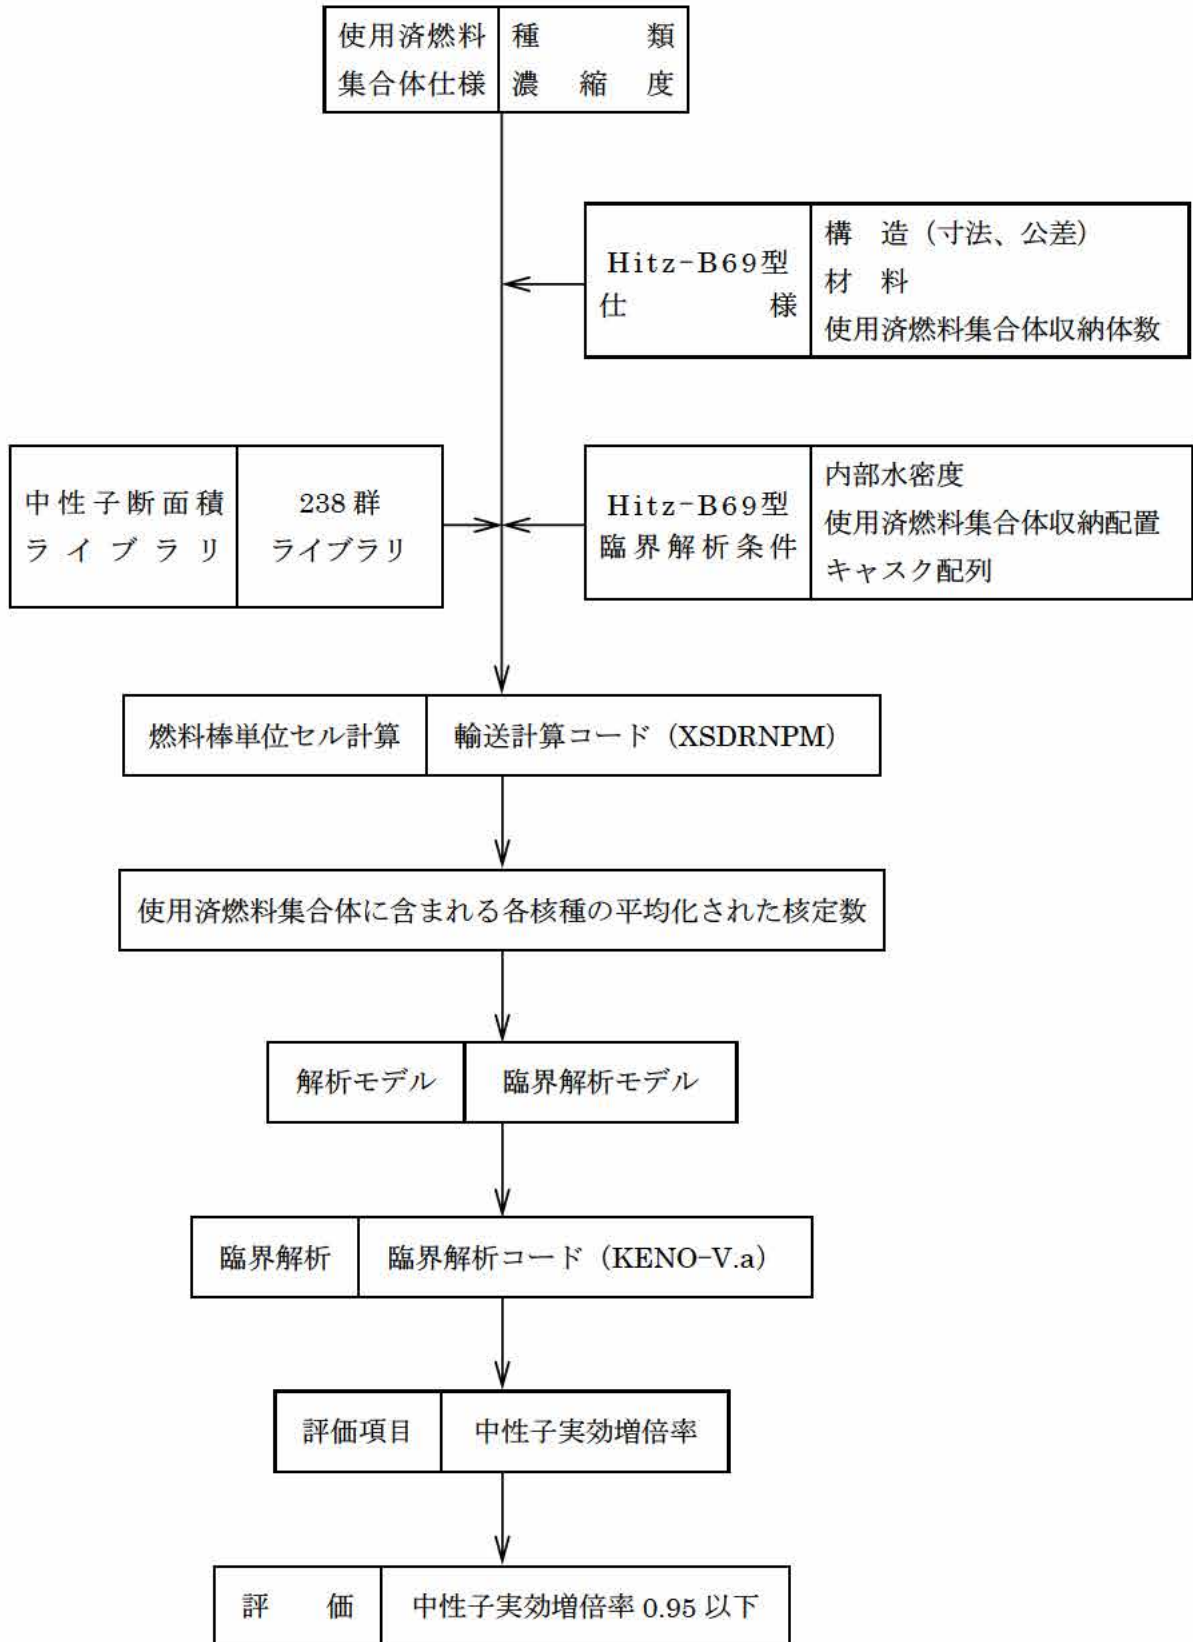 使用済燃料
集合体仕様
種類
濃縮度
Hitz-B69型
仕様
構造(寸法、公差)
材料
使用済燃料集合体収納体数
中性子断面積
ライブラリ
238群
ライブラリ
Hitz-B69型
臨界解析条件
内部水密度
使用済燃料集合体収納配置
キャスク配列
燃料棒単位セル計算
輸送計算コード(XSDRNPM)
使用済燃料集合体に含まれる各核種の平均化された核定数
解析モデル
臨界解析モデル
臨界解析
臨界解析コード(KENO-V.a)
評価項目
中性子実効増倍率
評価
中性子実効増倍率 0.95 以下